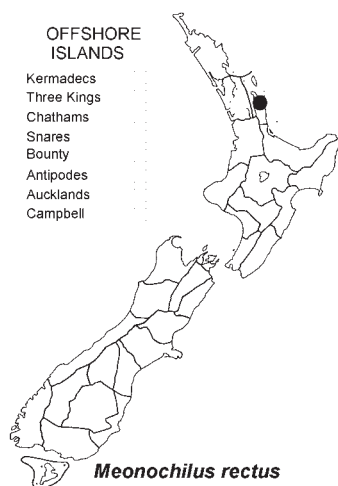 OFFSHORE
ISLANDS
Kermadecs
Three Kings
Chathams
Snares
Bounty
Antipodes
Aucklands
Campbell
Meonochilus rectus